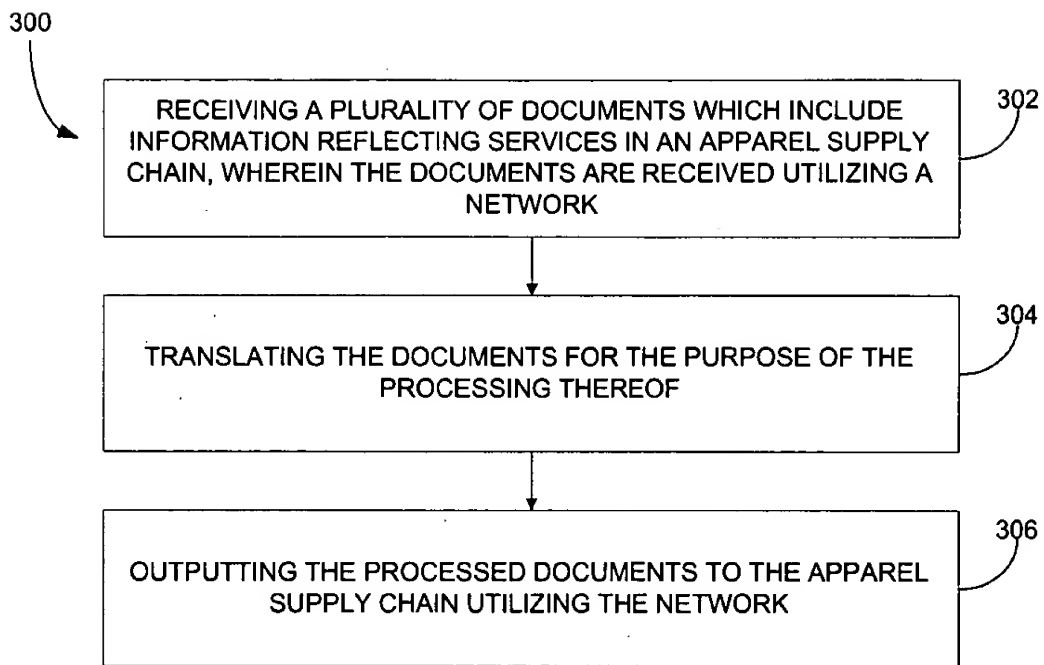 300
RECEIVING A PLURALITY OF DOCUMENTS WHICH INCLUDE
INFORMATION REFLECTING SERVICES IN AN APPAREL SUPPLY
CHAIN, WHEREIN THE DOCUMENTS ARE RECEIVED UTILIZING A
NETWORK
302
TRANSLATING THE DOCUMENTS FOR THE PURPOSE OF THE
PROCESSING THEREOF
304
OUTPUTTING THE PROCESSED DOCUMENTS TO THE APPAREL
SUPPLY CHAIN UTILIZING THE NETWORK
306